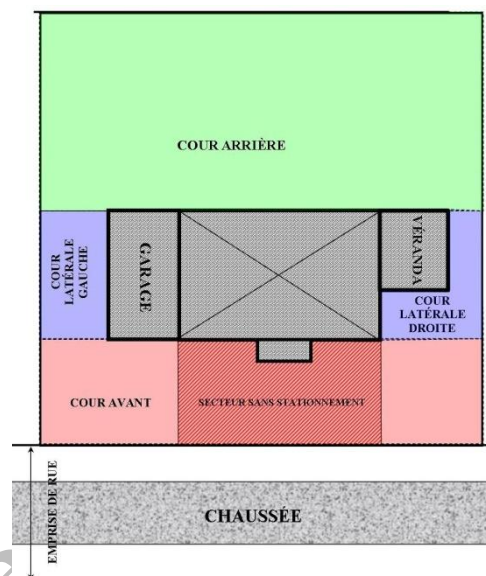 COUR ARRIÈRE
COUR
LATÉRALE
GAUCHE
GARAGE
VÉRANDA
COUR
LATÉRALE
DROITE
COUR AVANT
SECTEUR SANS STATIONNEMENT
EMPRISE DE RUE
CHAUSSÉE